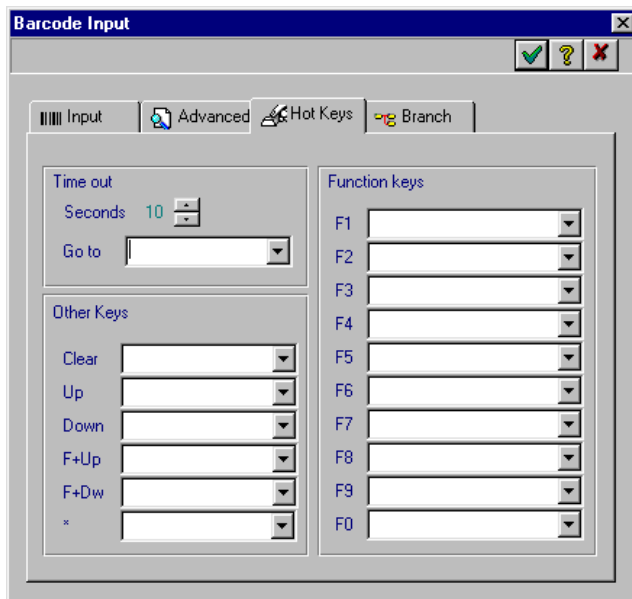 Barcode Input
Input Advanced Hot Keys Branch
Time out
Seconds 10
Go to
Other Keys
Clear
Up
Down
F+Up
F+Dw
*
Function keys
F1
F2
F3
F4
F5
F6
F7
F8
F9
F0